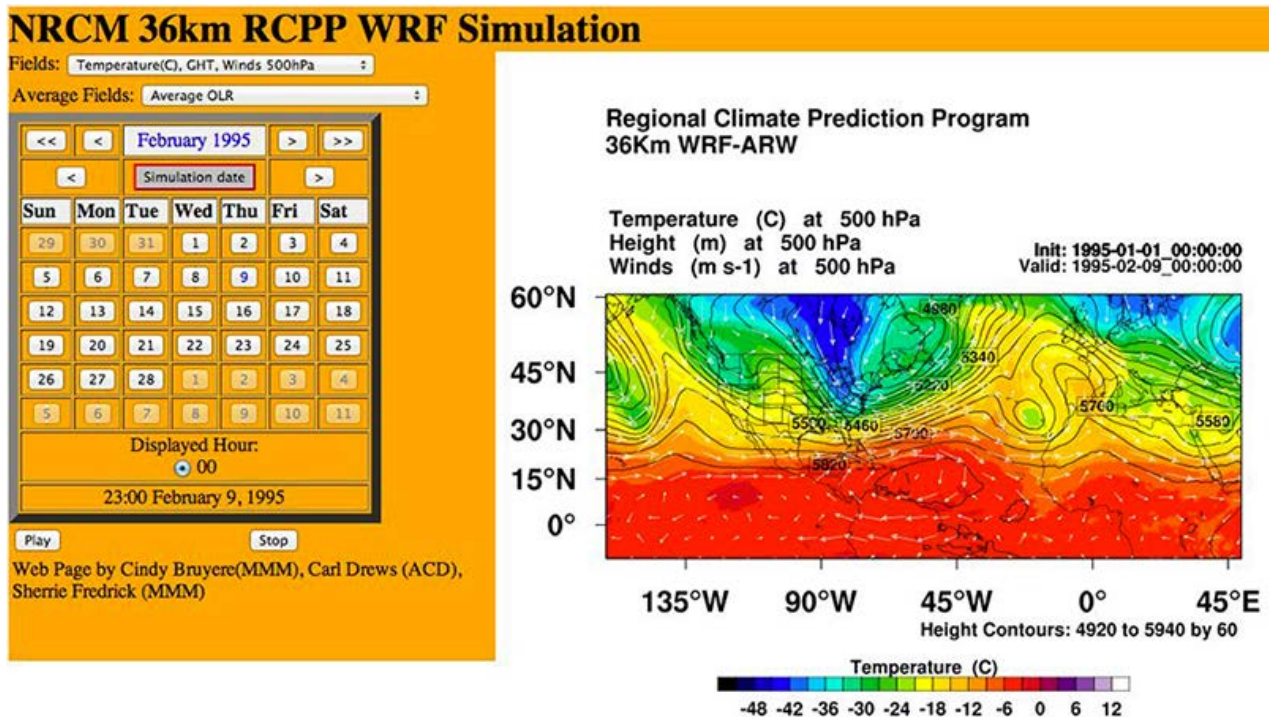 NRCM 36km RCPP WRF Simulation
Fields: Temperature(C), GHT, Winds 500hPa
Average Fields: Average OLR
<< < February 1995 > >>
< Simulation date >
Sun Mon Tue Wed Thu Fri Sat
29 30 31 1 2 3 4
5 6 7 8 9 10 11
12 13 14 15 16 17 18
19 20 21 22 23 24 25
26 27 28 1 2 3 4
5 6 7 8 9 10 11
Displayed Hour:
00
23:00 February 9, 1995
Play Stop
Web Page by Cindy Bruyere(MMM), Carl Drews (ACD),
Sherrie Fredrick (MMM)
Regional Climate Prediction Program
36Km WRF-ARW
Temperature (C) at 500 hPa
Height (m) at 500 hPa
Winds (m s-1) at 500 hPa
Init: 1995-01-01_00:00:00
Valid: 1995-02-09_00:00:00
60°N
45°N
30°N
15°N
0°
4980
5340
5220
5700
5580
5460
5820
135°W 90°W 45°W 0° 45°E
Height Contours: 4920 to 5940 by 60
Temperature (C)
-48 -42 -36 -30 -24 -18 -12 -6 0 6 12